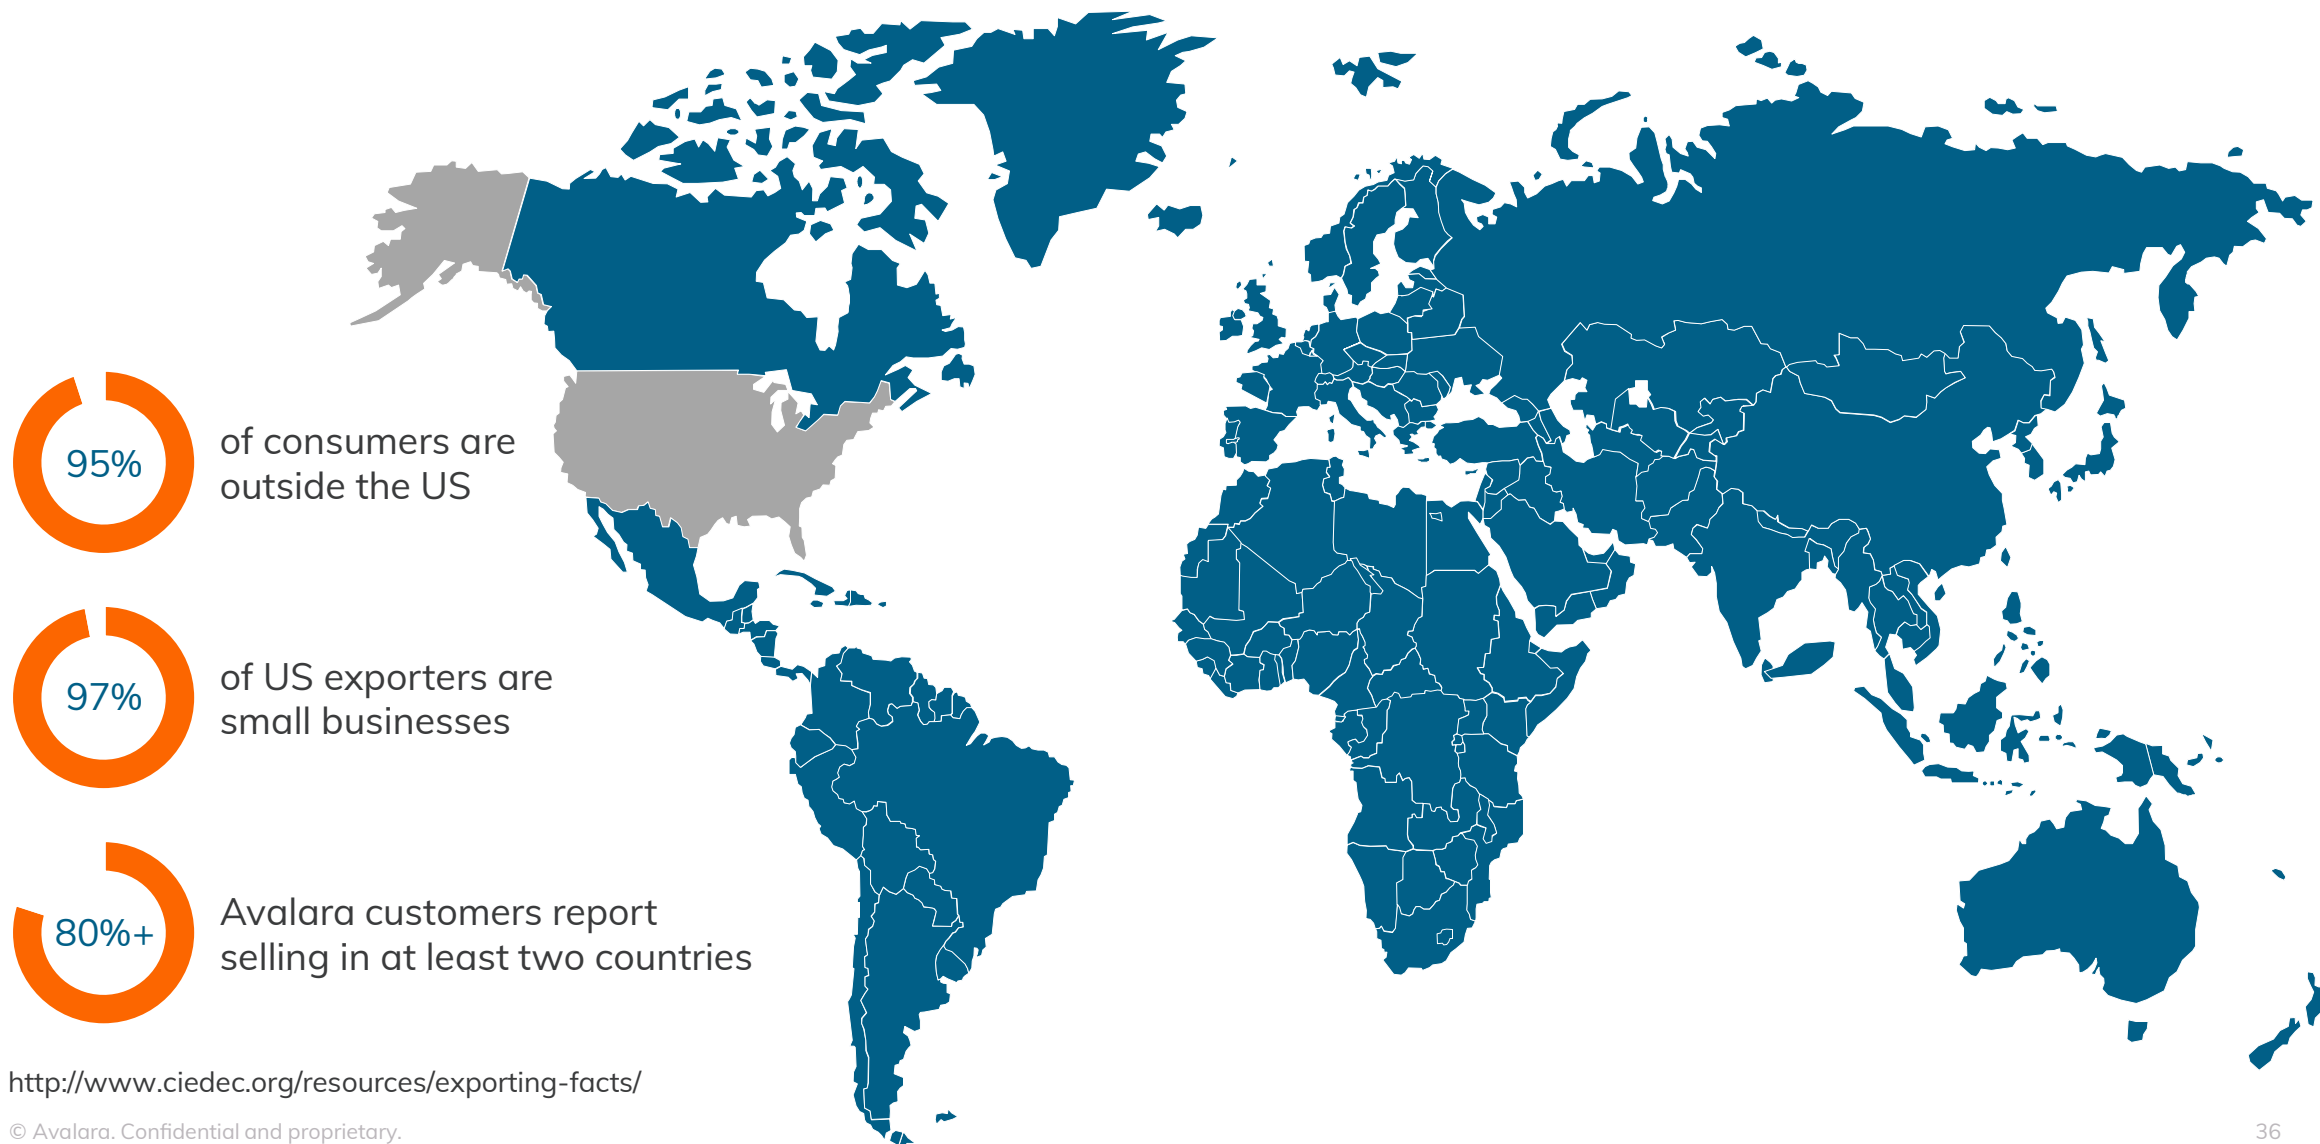 95%
of consumers are
outside the US
97%
of US exporters are
small businesses
80%+
Avalara customers report
selling in at least two countries
http://www.ciedec.org/resources/exporting-facts/
© Avalara. Confidential and proprietary.
36